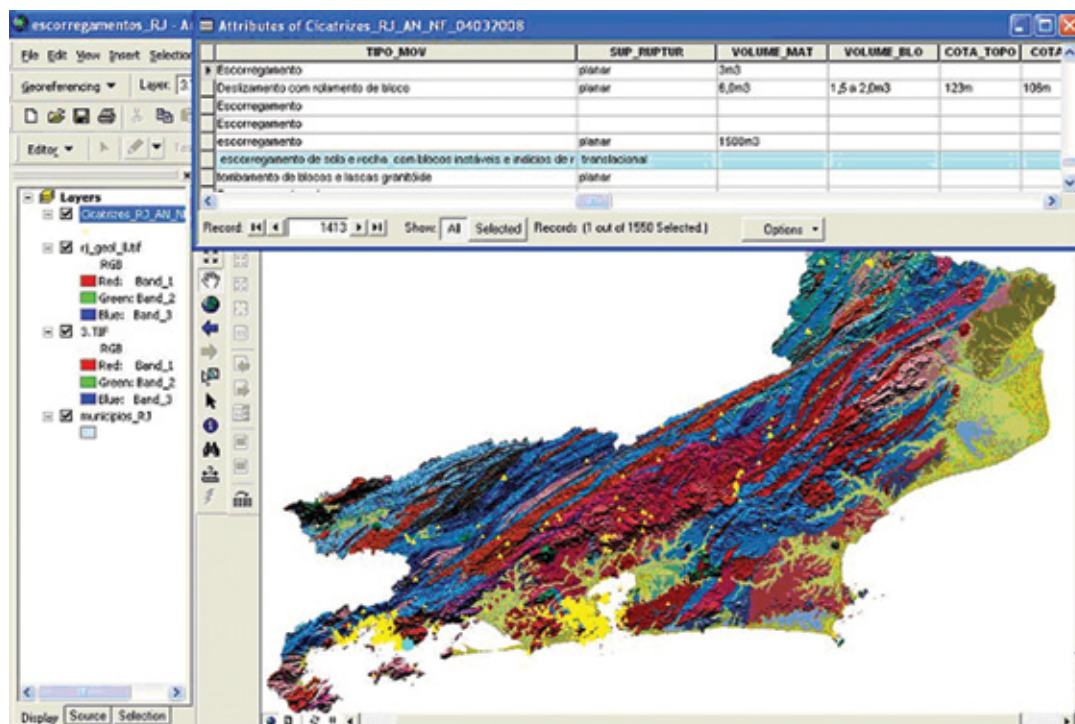 escorregamentos_RJ - A
Attributes of Cicatrizes_RJ_AN_NF_04032008
File Edit View Insert Selection
Georeferencing Layer: 3.
Editor
TIPO_MOV SUP_RUPTUR VOLUME_MAT VOLUME_BLO COTA_TOPO COTA
Escorregamento planar 3m3
Deslizamento com rolamento de bloco planar 6,0m3 1,5 a 2,0m3 123m 106m
Escorregamento
Escorregamento
escorregamento planar 1500m3
escorregamento de solo e rocha com blocos instáveis e indícios de r translacional
tombamento de blocos e lascas granitóide planar
Record: 1413 Show: All Selected Records (1 out of 1550 Selected.) Options
Layers
Cicatrizes_RJ_AN_N
rj_geol_ll.tif
RGB
Red: Band_1
Green: Band_2
Blue: Band_3
3.TIF
RGB
Red: Band_1
Green: Band_2
Blue: Band_3
municipios_RJ
Display Source Selection